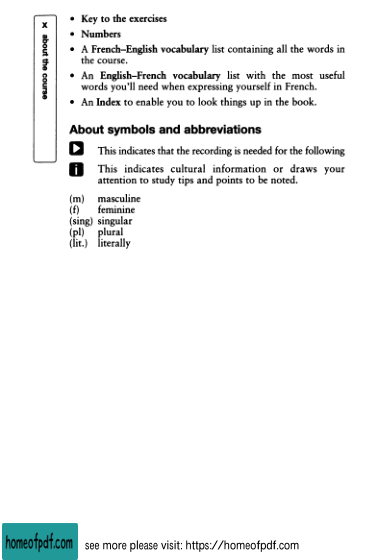 x
about the course
• Key to the exercises
• Numbers
• A French–English vocabulary list containing all the words in
the course.
• An English–French vocabulary list with the most useful
words you'll need when expressing yourself in French.
• An Index to enable you to look things up in the book.
About symbols and abbreviations
This indicates that the recording is needed for the following
i This indicates cultural information or draws your
attention to study tips and points to be noted.
(m) masculine
(f) feminine
(sing) singular
(pl) plural
(lit.) literally
homeofpdf.com
see more please visit: https://homeofpdf.com